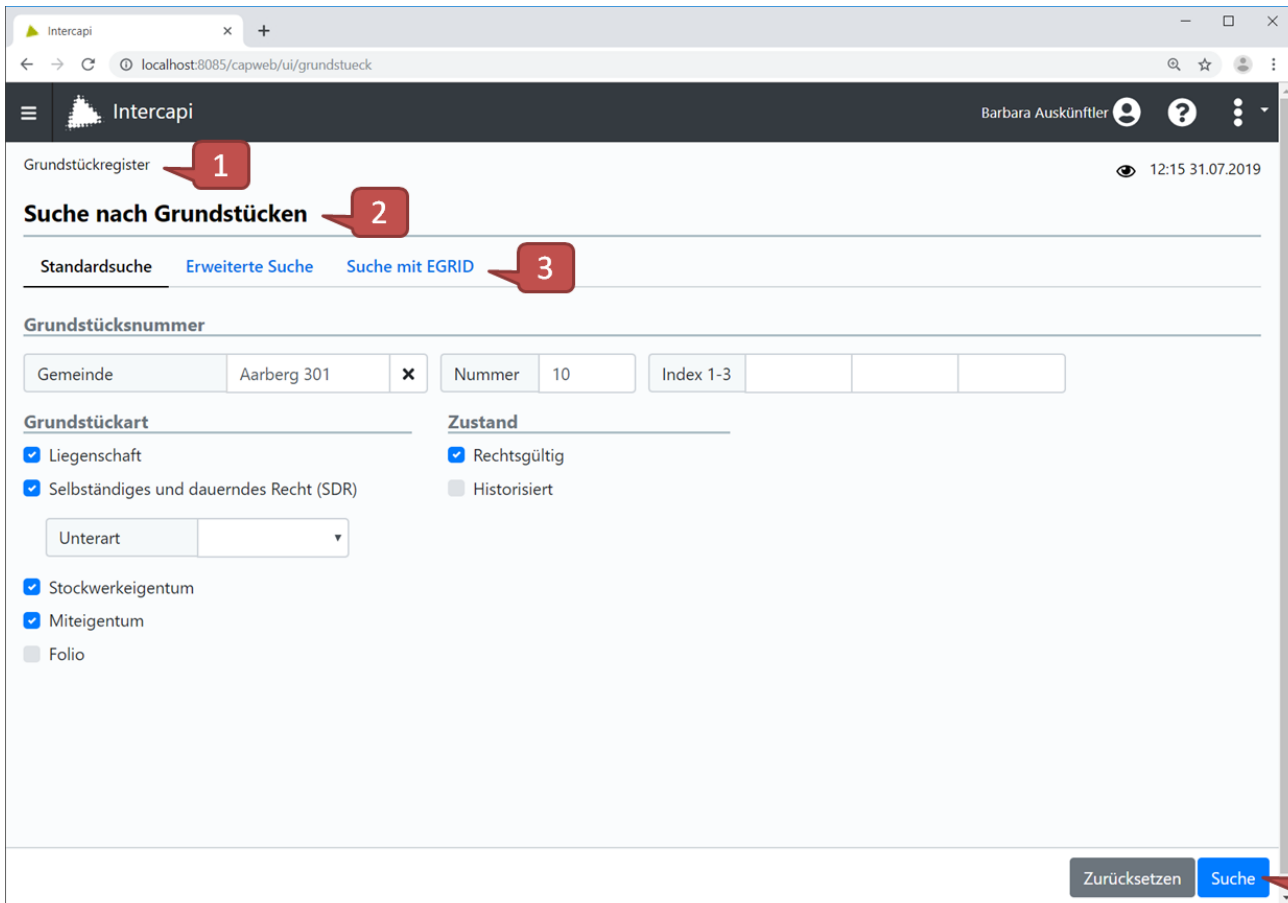 Intercapi
localhost:8085/capweb/ui/grundstueck
Intercapi Barbara Auskünftler
Grundstückregister 1 12:15 31.07.2019
Suche nach Grundstücken 2
Standardsuche Erweiterte Suche Suche mit EGRID 3
Grundstücksnummer
Gemeinde Aarberg 301 Nummer 10 Index 1-3
Grundstückart Zustand
Liegenschaft Rechtsgültig
Selbständiges und dauerndes Recht (SDR) Historisiert
Unterart
Stockwerkeigentum
Miteigentum
Folio
Zurücksetzen Suche